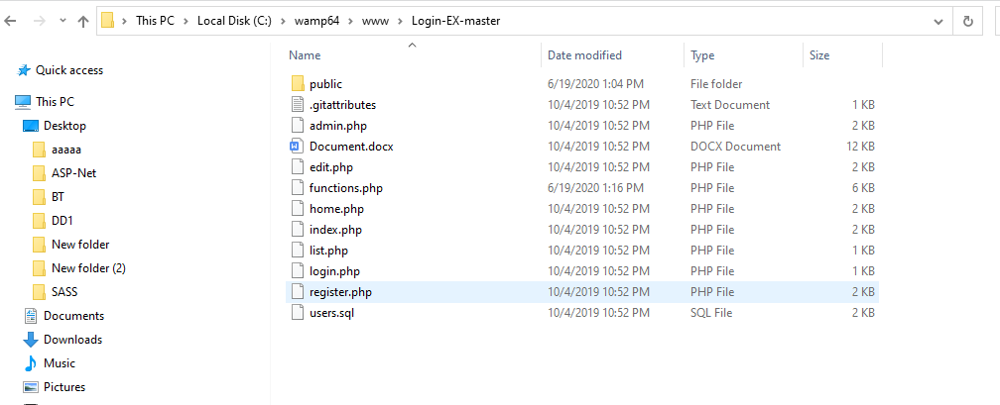 This PC > Local Disk (C:) > wamp64 > www > Login-EX-master
Name Date modified Type Size
Quick access
This PC
Desktop
aaaaa
ASP-Net
BT
DD1
New folder
New folder (2)
SASS
Documents
Downloads
Music
Pictures
public 6/19/2020 1:04 PM File folder
.gitattributes 10/4/2019 10:52 PM Text Document 1 KB
admin.php 10/4/2019 10:52 PM PHP File 2 KB
Document.docx 10/4/2019 10:52 PM DOCX Document 12 KB
edit.php 10/4/2019 10:52 PM PHP File 2 KB
functions.php 6/19/2020 1:16 PM PHP File 6 KB
home.php 10/4/2019 10:52 PM PHP File 2 KB
index.php 10/4/2019 10:52 PM PHP File 2 KB
list.php 10/4/2019 10:52 PM PHP File 1 KB
login.php 10/4/2019 10:52 PM PHP File 1 KB
register.php 10/4/2019 10:52 PM PHP File 2 KB
users.sql 10/4/2019 10:52 PM SQL File 2 KB